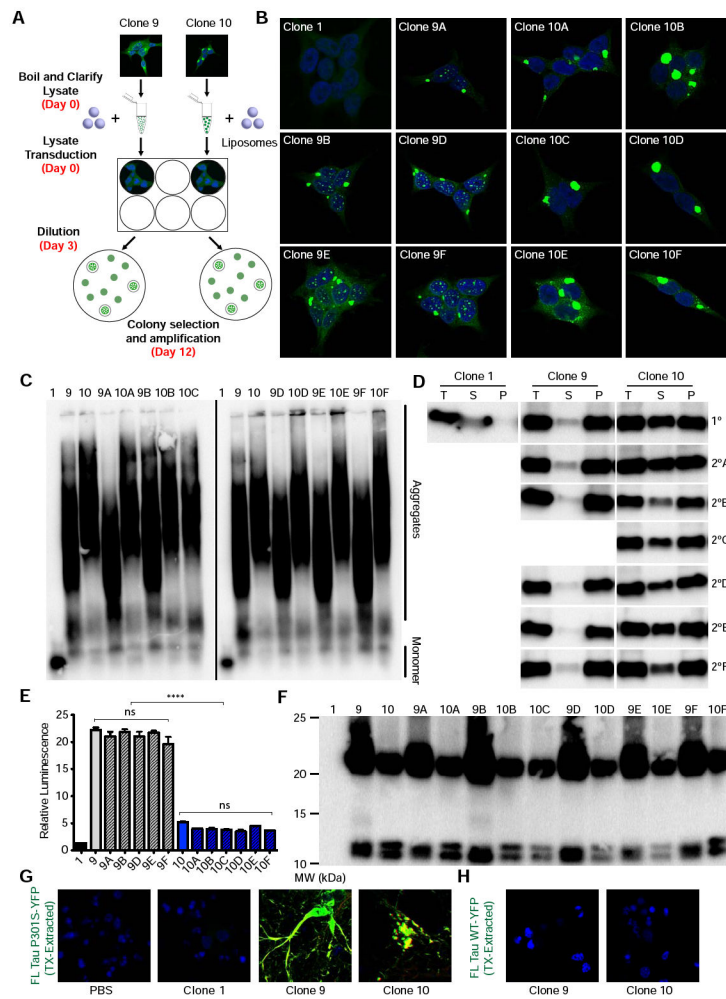 A
Clone 9
Clone 10
Boil and Clarify
Lysate
(Day 0)
+
+
Liposomes
Lysate
Transduction
(Day 0)
Dilution
(Day 3)
Colony selection
and amplification
(Day 12)
B
Clone 1
Clone 9A
Clone 10A
Clone 10B
Clone 9B
Clone 9D
Clone 10C
Clone 10D
Clone 9E
Clone 9F
Clone 10E
Clone 10F
C
1 9 10 9A 10A 9B 10B 10C
1 9 10 9D 10D 9E 10E 9F 10F
Aggregates
Monomer
D
Clone 1
Clone 9
Clone 10
T S P
T S P
T S P
1º
2ºA
2ºB
2ºC
2ºD
2ºE
2ºF
E
ns
****
ns
Relative Luminescence
25
20
15
10
5
0
1 9 9A 9B 9D 9E 9F 10 10A 10B 10C 10D 10E 10F
F
1 9 10 9A 10A 9B 10B 10C 9D 10D 9E 10E 9F 10F
25
20
15
10
MW (kDa)
G
FL Tau P301S-YFP
(TX-Extracted)
PBS
Clone 1
Clone 9
Clone 10
H
FL Tau WT-YFP
(TX-Extracted)
Clone 9
Clone 10